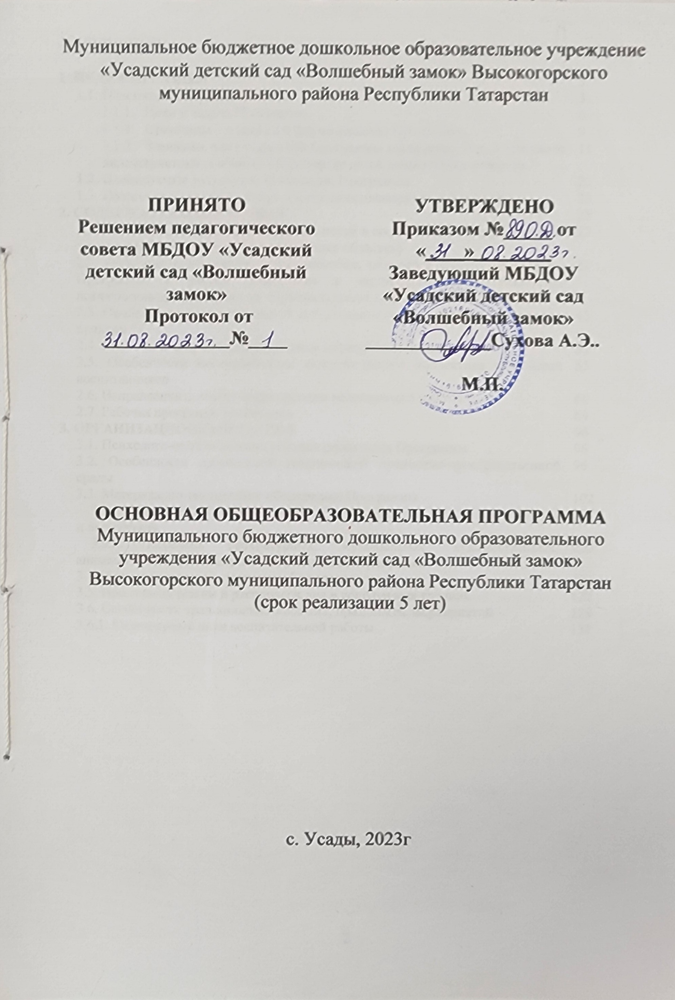 Муниципальное бюджетное дошкольное образовательное учреждение
«Усадский детский сад «Волшебный замок» Высокогорского
муниципального района Республики Татарстан
ПРИНЯТО
Решением педагогического
совета МБДОУ «Усадский
детский сад «Волшебный
замок»
Протокол от
31.08.2023г. № 1
УТВЕРЖДЕНО
Приказом № 890.Д от
« 31 » 08.2023г.
Заведующий МБДОУ
«Усадский детский сад
«Волшебный замок»
Сухова А.Э..
М.П.
ОСНОВНАЯ ОБЩЕОБРАЗОВАТЕЛЬНАЯ ПРОГРАММА
Муниципального бюджетного дошкольного образовательного
учреждения «Усадский детский сад «Волшебный замок»
Высокогорского муниципального района Республики Татарстан
(срок реализации 5 лет)
с. Усады, 2023г